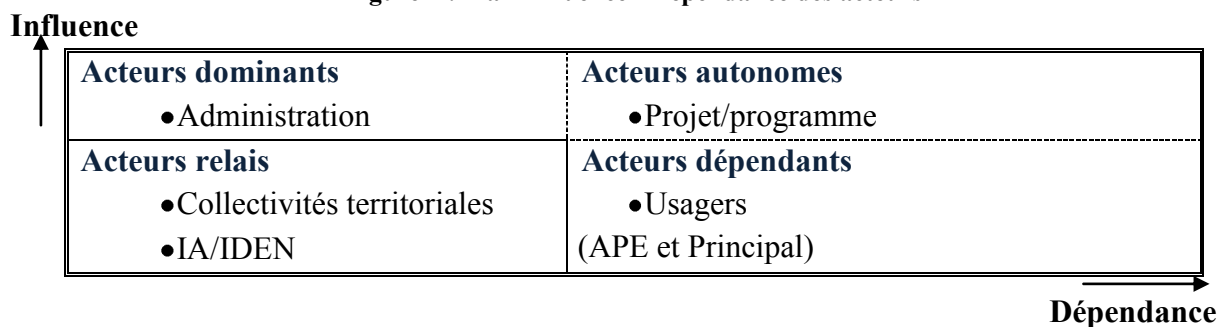 Influence
Acteurs dominants
●Administration
Acteurs autonomes
●Projet/programme
Acteurs relais
●Collectivités territoriales
●IA/IDEN
Acteurs dépendants
●Usagers
(APE et Principal)
Dépendance